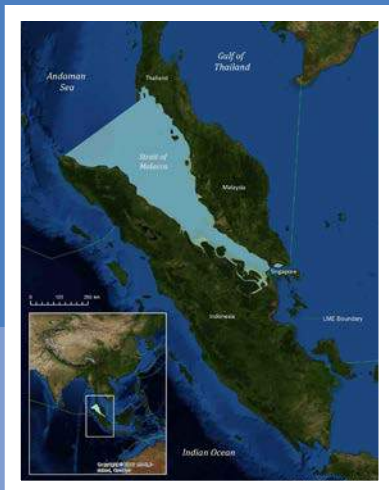 Gulf of
Thailand
Andaman
Sea
Thailand
Strait of
Malacca
Malaysia
Singapore
Indonesia
LME Boundary
Indian Ocean